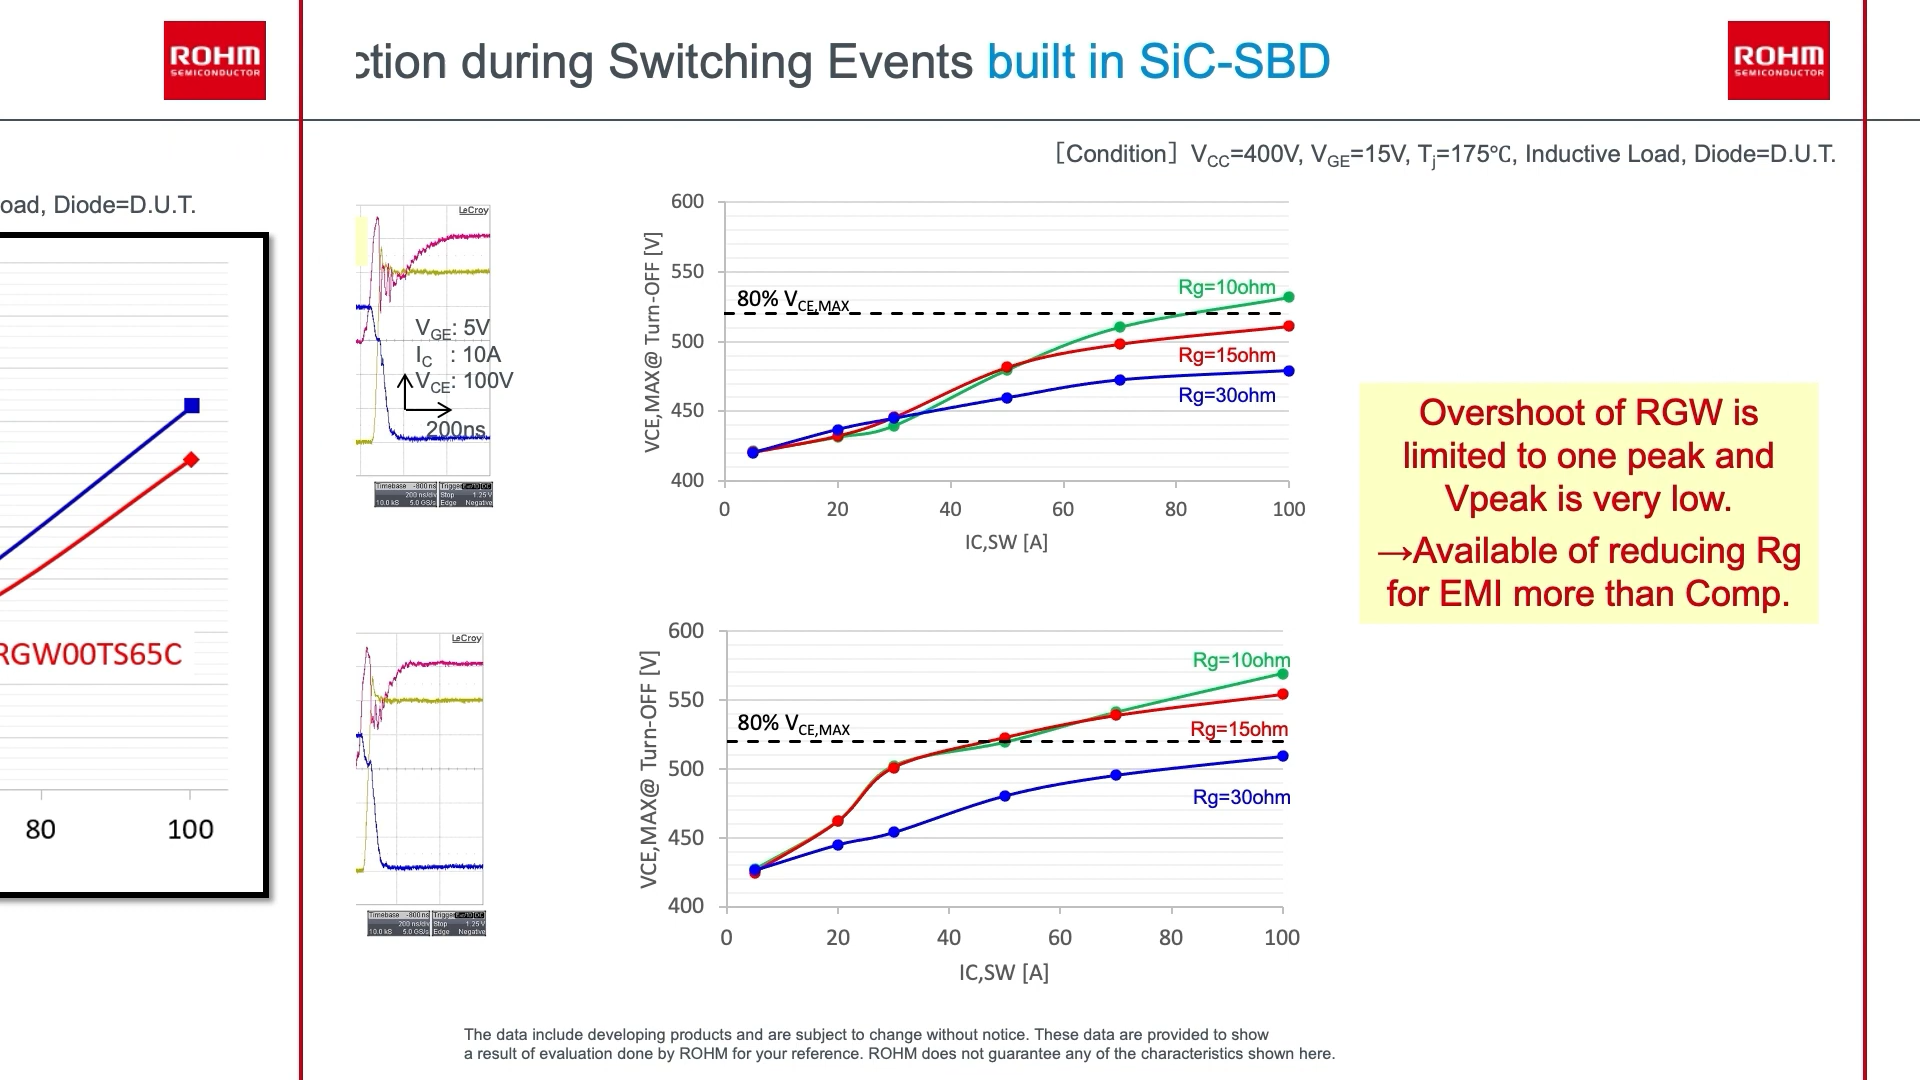 ROHM
SEMICONDUCTOR
ction during Switching Events built in SiC-SBD
ROHM
SEMICONDUCTOR
[Condition] VCC=400V, VGE=15V, Tj=175℃, Inductive Load, Diode=D.U.T.
oad, Diode=D.U.T.
RGW00TS65C
80
100
LeCroy
VGE: 5V
IC : 10A
VCE: 100V
200ns
Timebase -800 ns Trigger
200 ns/div Stop 1.25 V
10.0 kS 5.0 GS/s Edge Negative
VCE,MAX@ Turn-OFF [V]
600
550
500
450
400
80% VCE,MAX
Rg=10ohm
Rg=15ohm
Rg=30ohm
0 20 40 60 80 100
IC,SW [A]
Overshoot of RGW is
limited to one peak and
Vpeak is very low.
→Available of reducing Rg
for EMI more than Comp.
LeCroy
Timebase -800 ns Trigger
200 ns/div Stop 1.25 V
10.0 kS 5.0 GS/s Edge Negative
VCE,MAX@ Turn-OFF [V]
600
550
500
450
400
80% VCE,MAX
Rg=10ohm
Rg=15ohm
Rg=30ohm
0 20 40 60 80 100
IC,SW [A]
The data include developing products and are subject to change without notice. These data are provided to show
a result of evaluation done by ROHM for your reference. ROHM does not guarantee any of the characteristics shown here.